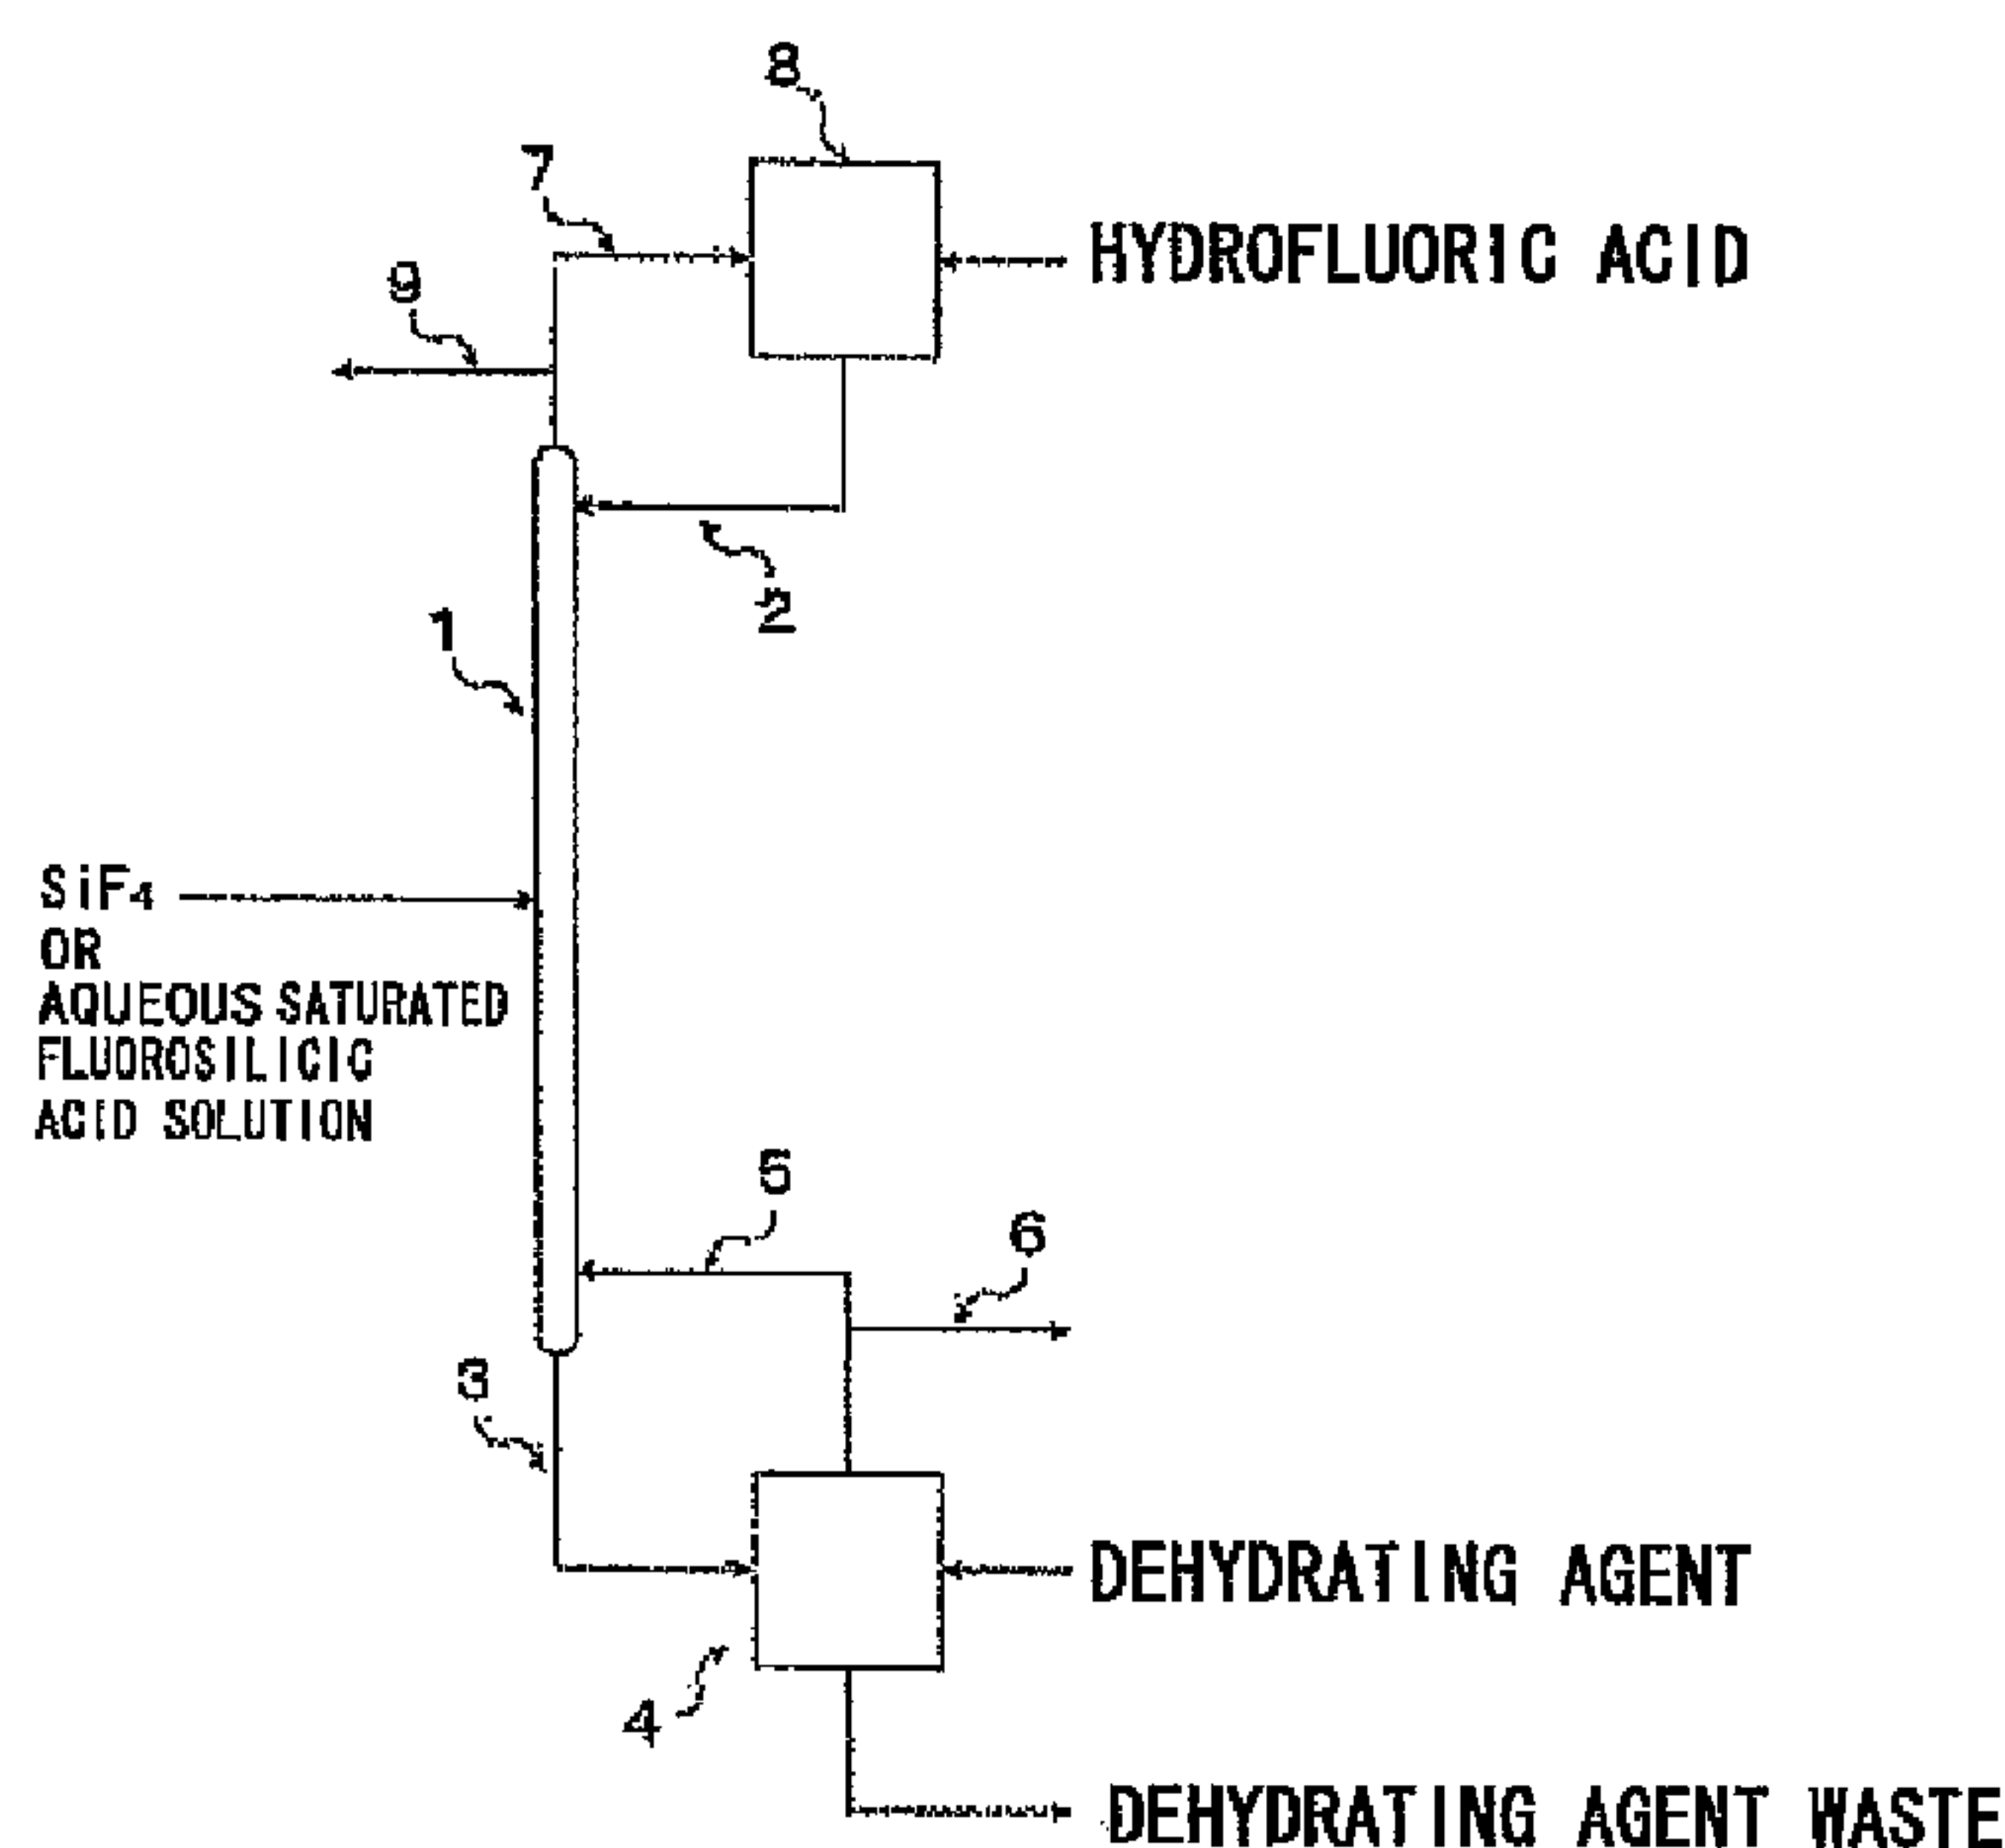 8
7
HYDROFLUORIC ACID
9
2
1
SiF4
OR
AQUEOUS SATURATED
FLUOROSILICIC
ACID SOLUTION
5
6
3
DEHYDRATING AGENT
4
DEHYDRATING AGENT WASTE